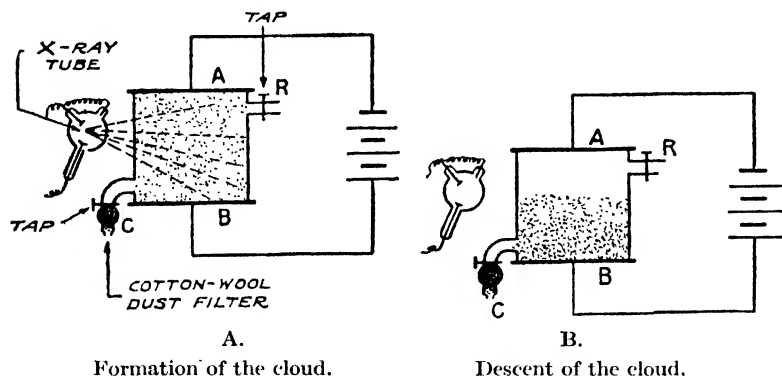 TAP
X-RAY
TUBE
A
R
B
TAP
C
COTTON-WOOL
DUST FILTER
A.
Formation of the cloud.
A
R
B
C
B.
Descent of the cloud.